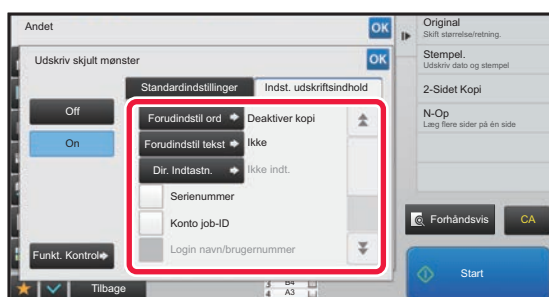 Andet
OK
Udskriv skjult mønster
OK
Standardindstillinger
Indst. udskriftsindhold
Off
On
Forudindstil ord
Deaktiver kopi
Forudindstil tekst
Ikke
Dir. Indtastn.
Ikke indt.
Serienummer
Konto job-ID
Login navn/brugernummer
Funkt. Kontrol
Tilbage
3 B4
4 A3
Original
Skift størrelse/retning.
Stempel.
Udskriv dato og stempel
2-Sidet Kopi
N-Op
Læg flere sider på én side
Forhåndsvis
CA
Start